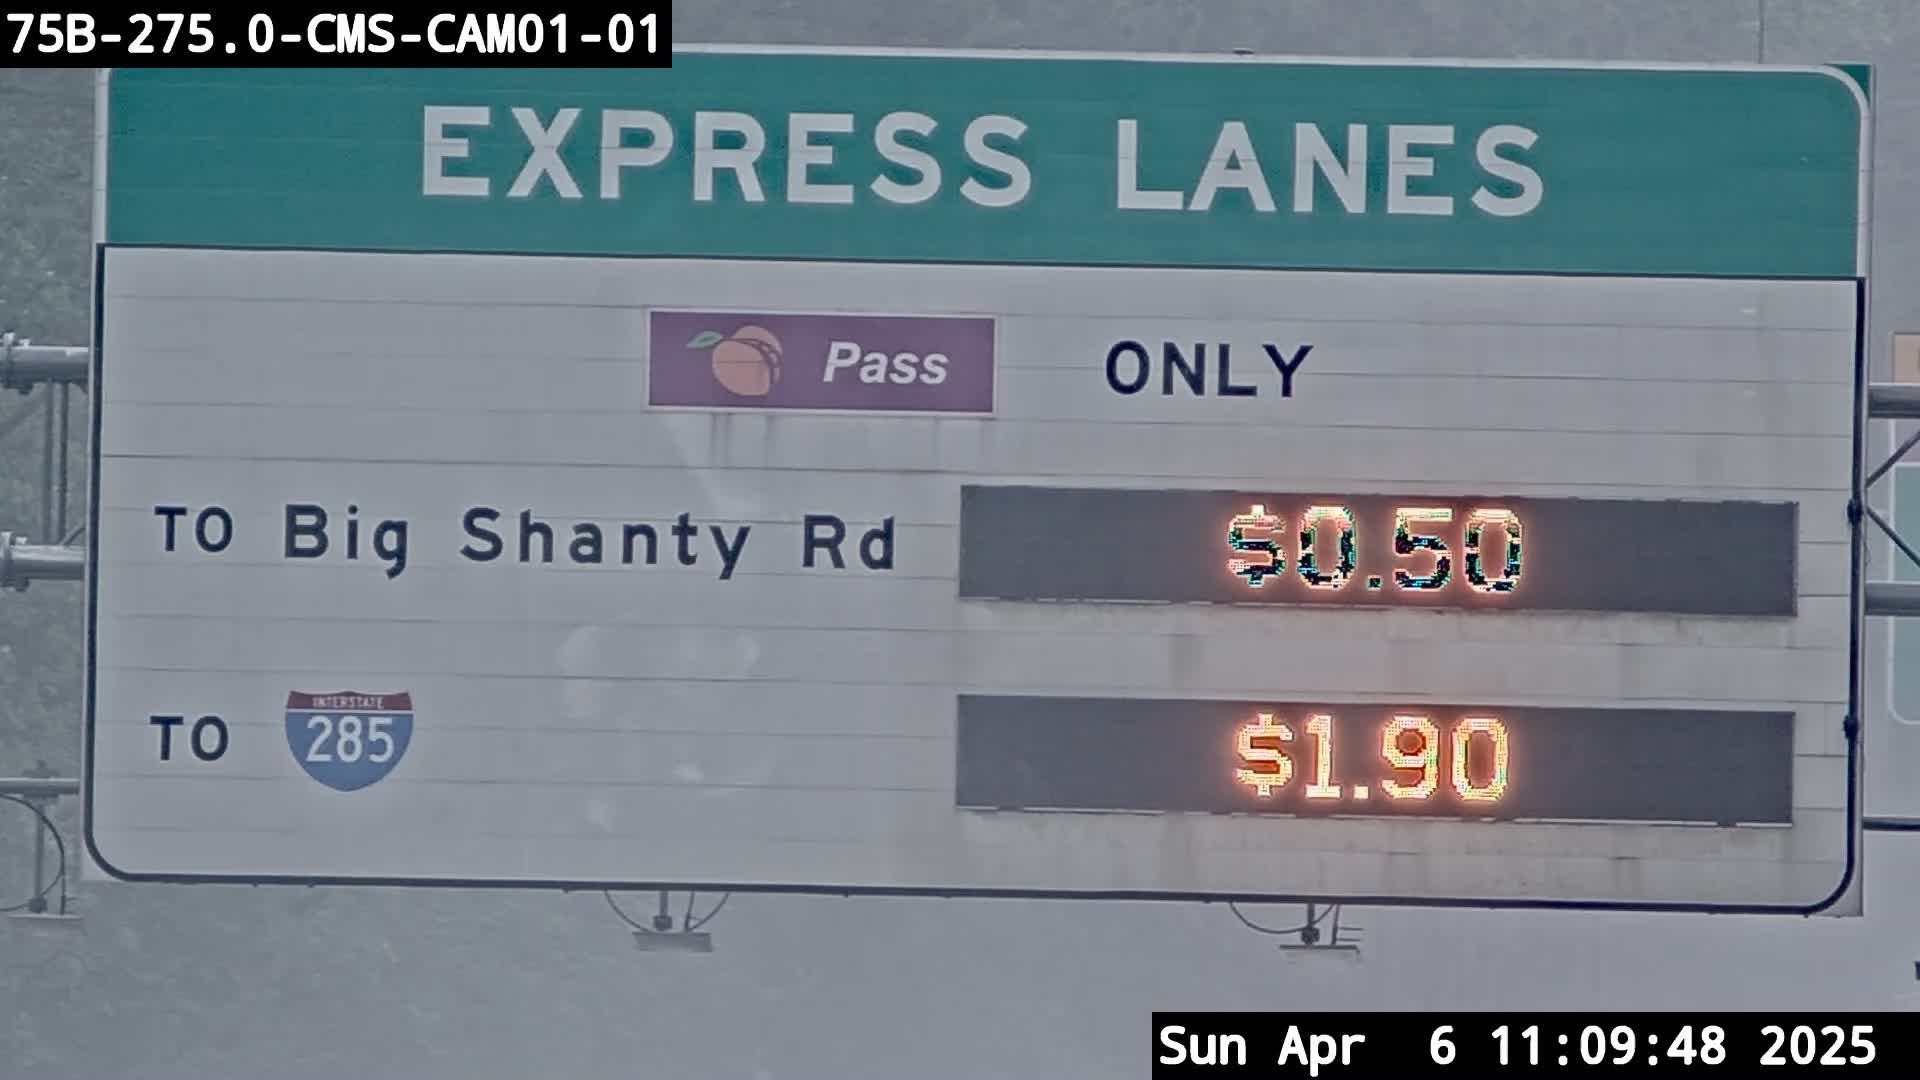 75B-275.0-CMS-CAM01-01
EXPRESS LANES
Pass ONLY
TO Big Shanty Rd $0.50
INTERSTATE
TO 285 $1.90
Sun Apr 6 11:09:48 2025